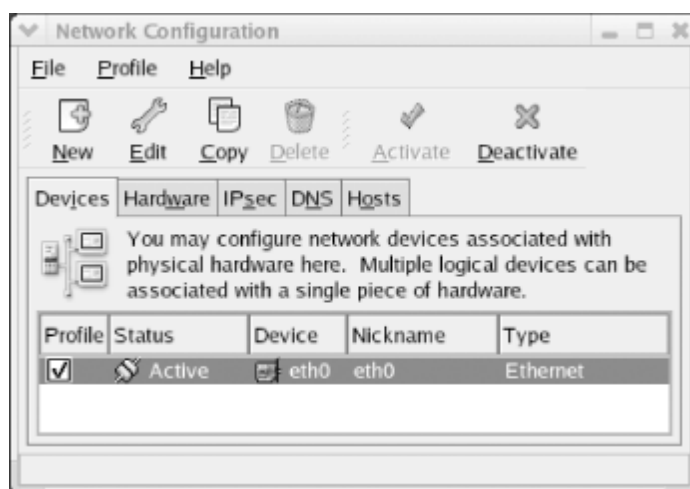 Network Configuration
File Profile Help
New Edit Copy Delete Activate Deactivate
Devices Hardware IPsec DNS Hosts
You may configure network devices associated with
physical hardware here. Multiple logical devices can be
associated with a single piece of hardware.
Profile Status Device Nickname Type
Active eth0 eth0 Ethernet